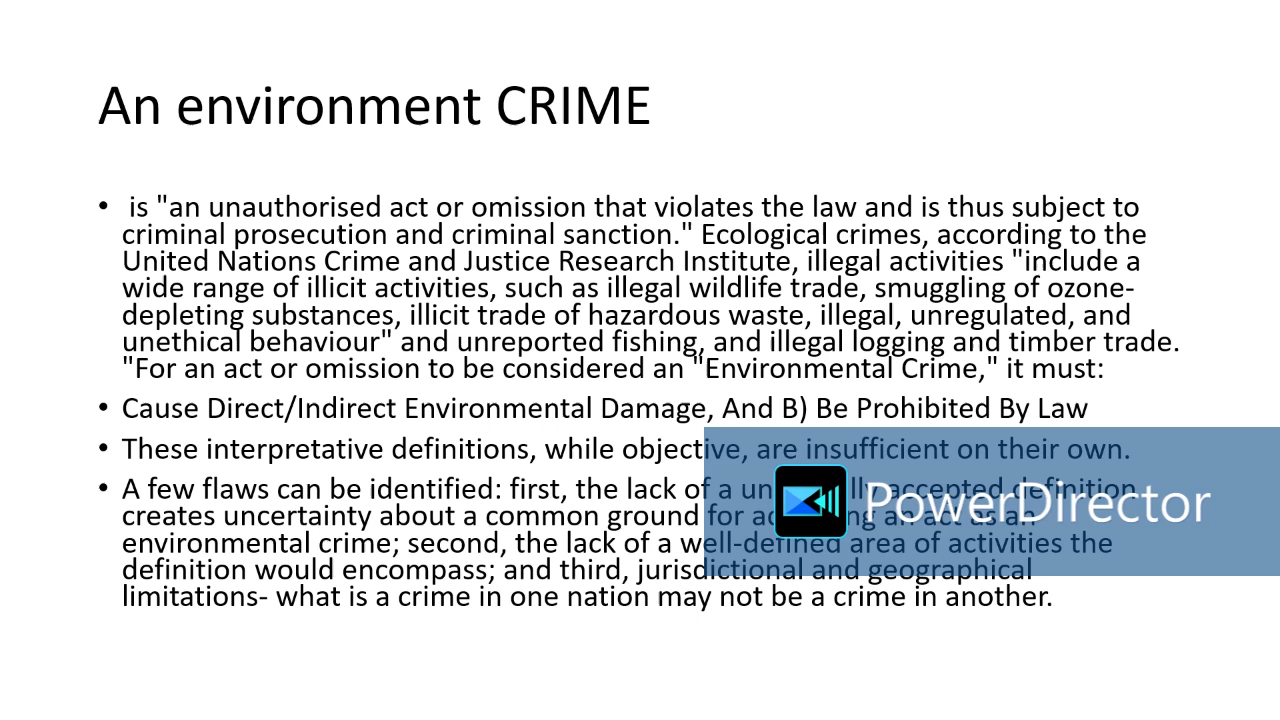 An environment CRIME
• is "an unauthorised act or omission that violates the law and is thus subject to
criminal prosecution and criminal sanction." Ecological crimes, according to the
United Nations Crime and Justice Research Institute, illegal activities "include a
wide range of illicit activities, such as illegal wildlife trade, smuggling of ozone-
depleting substances, illicit trade of hazardous waste, illegal, unregulated, and
unethical behaviour" and unreported fishing, and illegal logging and timber trade.
"For an act or omission to be considered an "Environmental Crime," it must:
• Cause Direct/Indirect Environmental Damage, And B) Be Prohibited By Law
• These interpretative definitions, while objective, are insufficient on their own.
• A few flaws can be identified: first, the lack of a accepted definition
creates uncertainty about a common ground for an
environmental crime; second, the lack of a well-defined area of activities the
definition would encompass; and third, jurisdictional and geographical
limitations- what is a crime in one nation may not be a crime in another.
PowerDirector